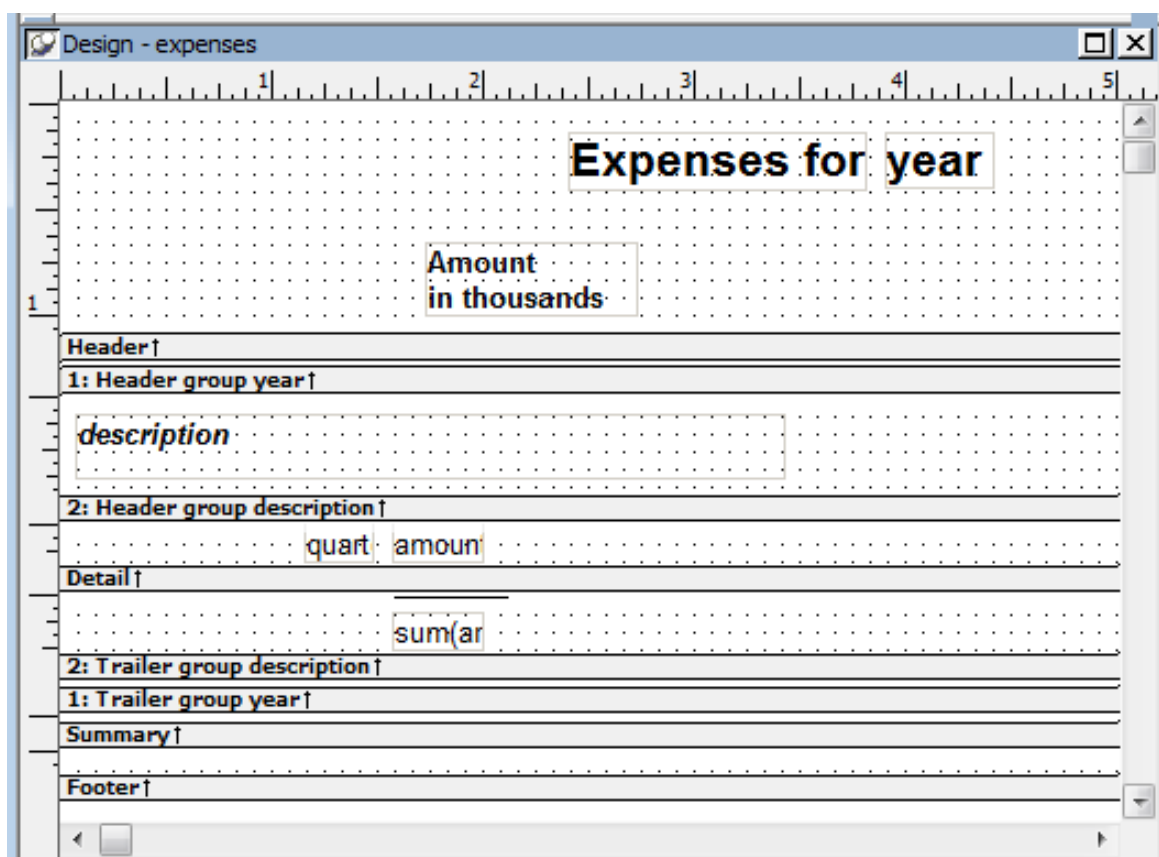 Design - expenses
1 2 3 4 5
Expenses for year
Amount
in thousands
1
Header↑
1: Header group year↑
description
2: Header group description↑
quart amount
Detail↑
sum(ar
2: Trailer group description↑
1: Trailer group year↑
Summary↑
Footer↑